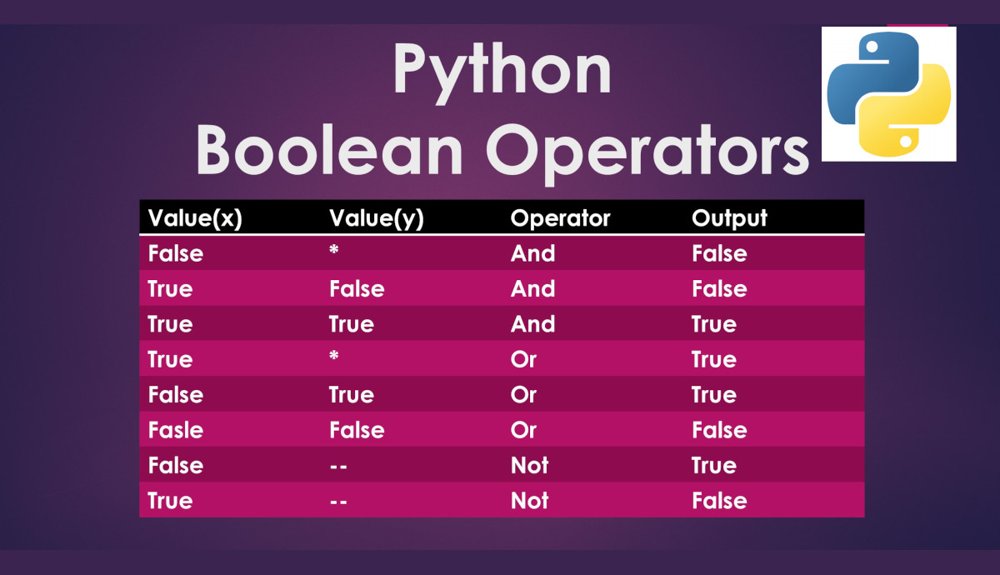 Python
Boolean Operators
Value(x) Value(y) Operator Output
False * And False
True False And False
True True And True
True * Or True
False True Or True
Fasle False Or False
False -- Not True
True -- Not False